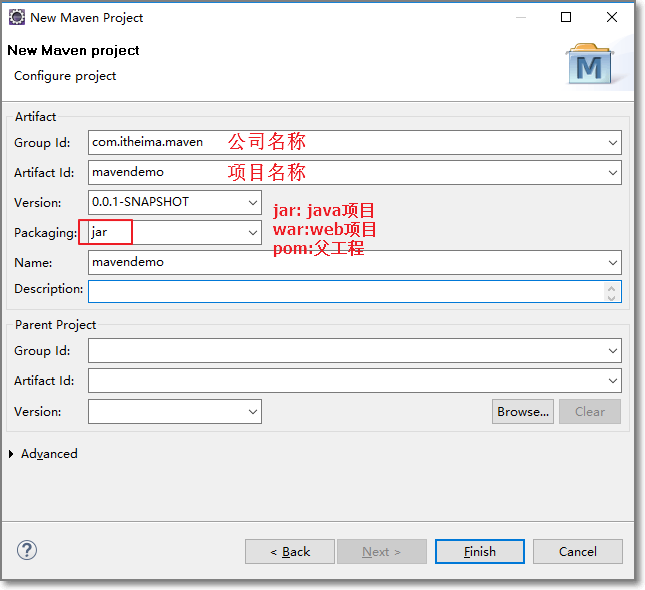 New Maven Project
New Maven project
Configure project
M
Artifact
Group Id: com.itheima.maven 公司名称
Artifact Id: mavendemo 项目名称
Version: 0.0.1-SNAPSHOT
jar: java项目
war:web项目
Packaging: jar
pom:父工程
Name: mavendemo
Description:
Parent Project
Group Id:
Artifact Id:
Version:
Browse... Clear
Advanced
? < Back Next > Finish Cancel